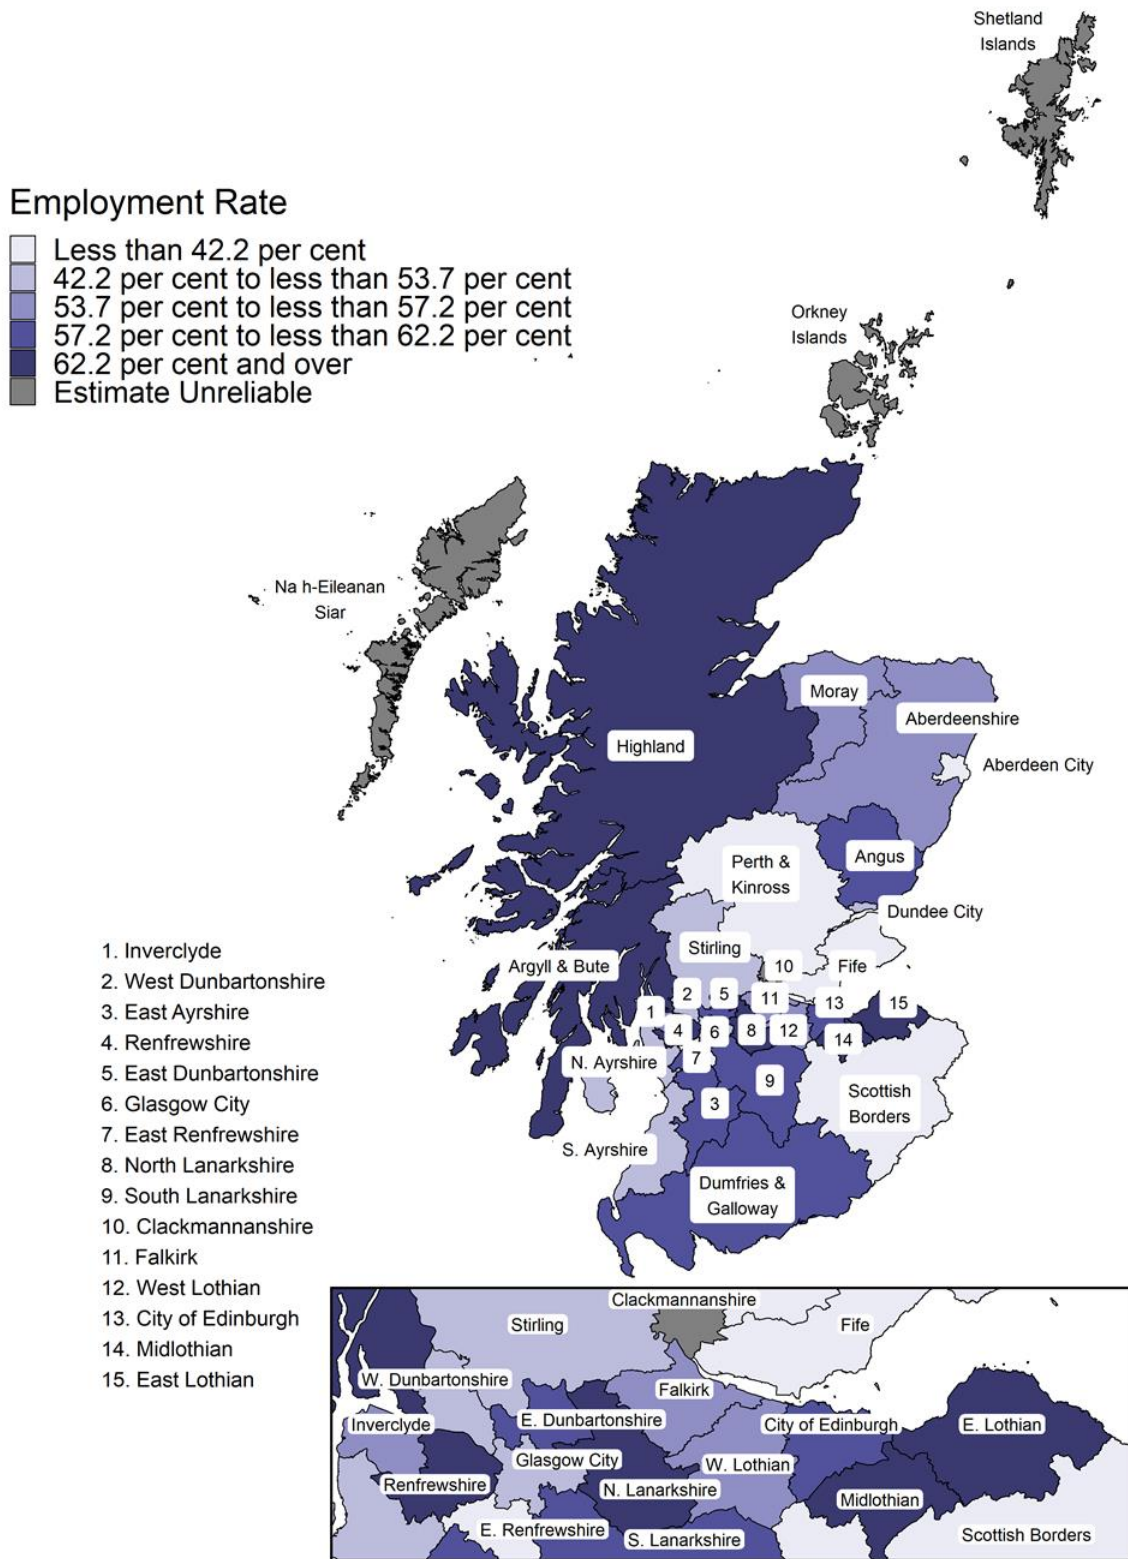 Shetland
Islands
Employment Rate
Less than 42.2 per cent
42.2 per cent to less than 53.7 per cent
53.7 per cent to less than 57.2 per cent
57.2 per cent to less than 62.2 per cent
62.2 per cent and over
Estimate Unreliable
Orkney
Islands
Na h-Eileanan
Siar
Moray
Aberdeenshire
Highland
Aberdeen City
Perth &
Kinross
Angus
Dundee City
Stirling
Argyll & Bute
10
Fife
2
5
11
13
15
1
4
6
8
12
14
N. Ayrshire
7
9
3
Scottish
Borders
S. Ayrshire
Dumfries &
Galloway
1. Inverclyde
2. West Dunbartonshire
3. East Ayrshire
4. Renfrewshire
5. East Dunbartonshire
6. Glasgow City
7. East Renfrewshire
8. North Lanarkshire
9. South Lanarkshire
10. Clackmannanshire
11. Falkirk
12. West Lothian
13. City of Edinburgh
14. Midlothian
15. East Lothian
Clackmannanshire
Stirling
Fife
W. Dunbartonshire
Falkirk
Inverclyde
E. Dunbartonshire
City of Edinburgh
E. Lothian
Glasgow City
W. Lothian
Renfrewshire
N. Lanarkshire
Midlothian
E. Renfrewshire
S. Lanarkshire
Scottish Borders